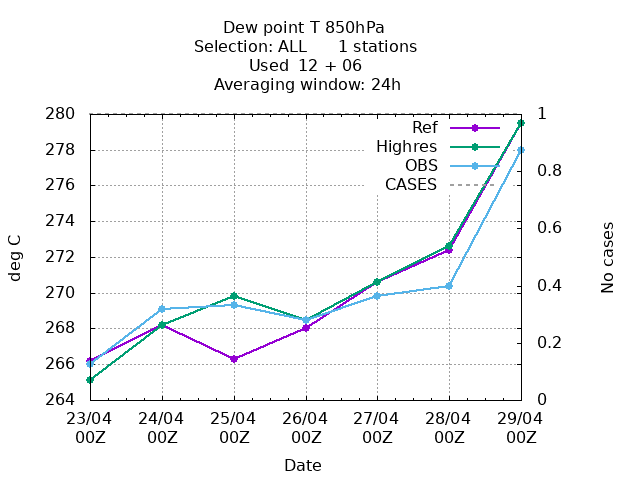 Dew point T 850hPa
Selection: ALL      1 stations
Used  12 + 06
Averaging window: 24h
280
278
276
274
272
270
268
266
264
deg C
1
0.8
0.6
0.4
0.2
0
No cases
Ref
Highres
OBS
CASES
23/04 24/04 25/04 26/04 27/04 28/04 29/04
00Z 00Z 00Z 00Z 00Z 00Z 00Z
Date